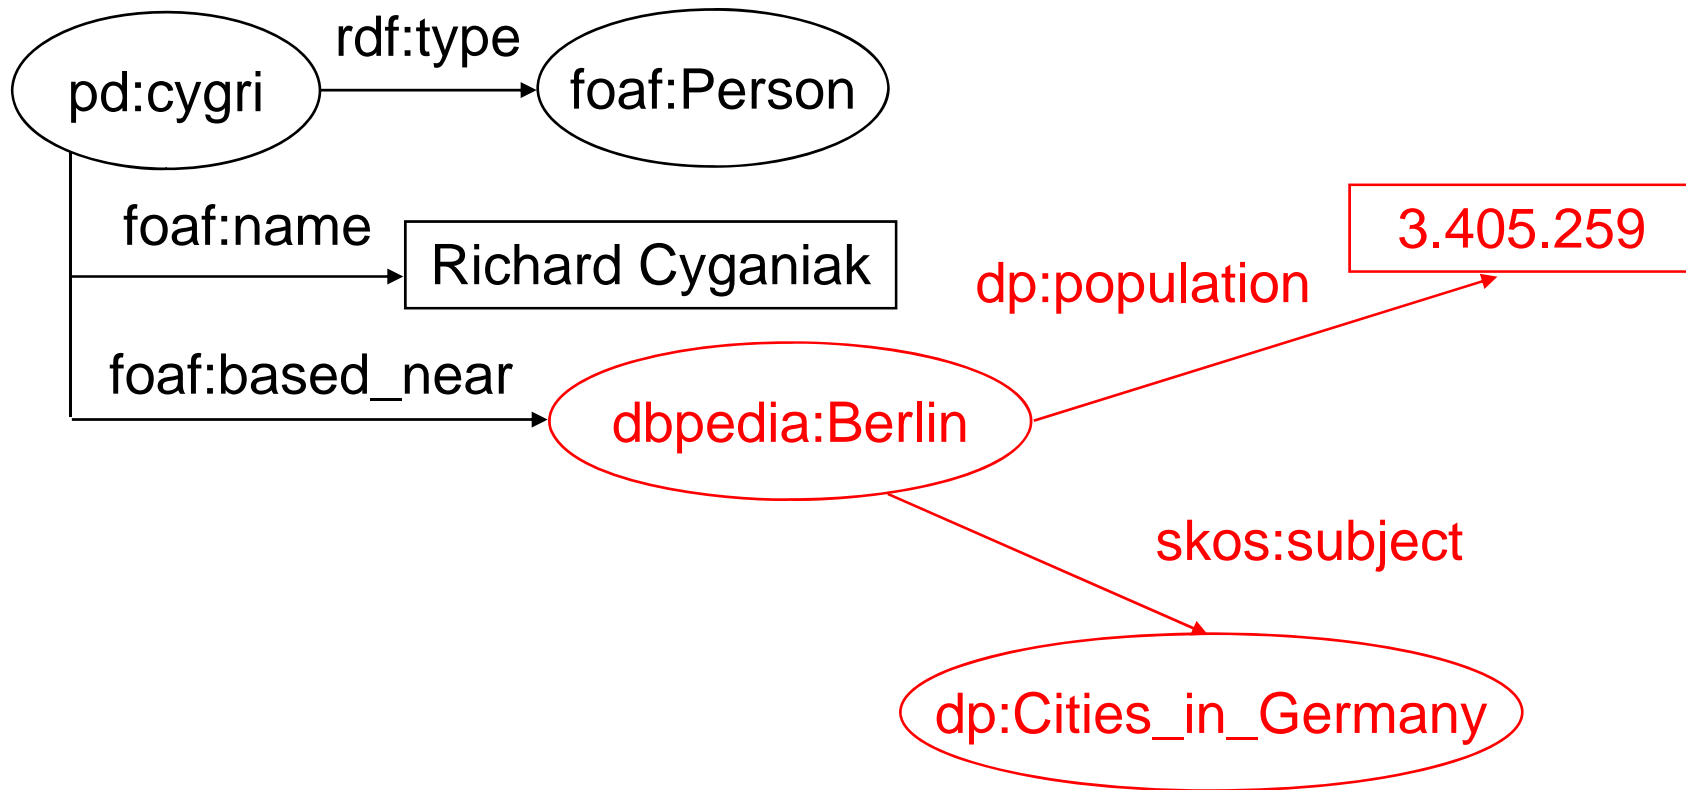 rdf:type
pd:cygri
foaf:Person
foaf:name
Richard Cyganiak
3.405.259
dp:population
foaf:based_near
dbpedia:Berlin
skos:subject
dp:Cities_in_Germany